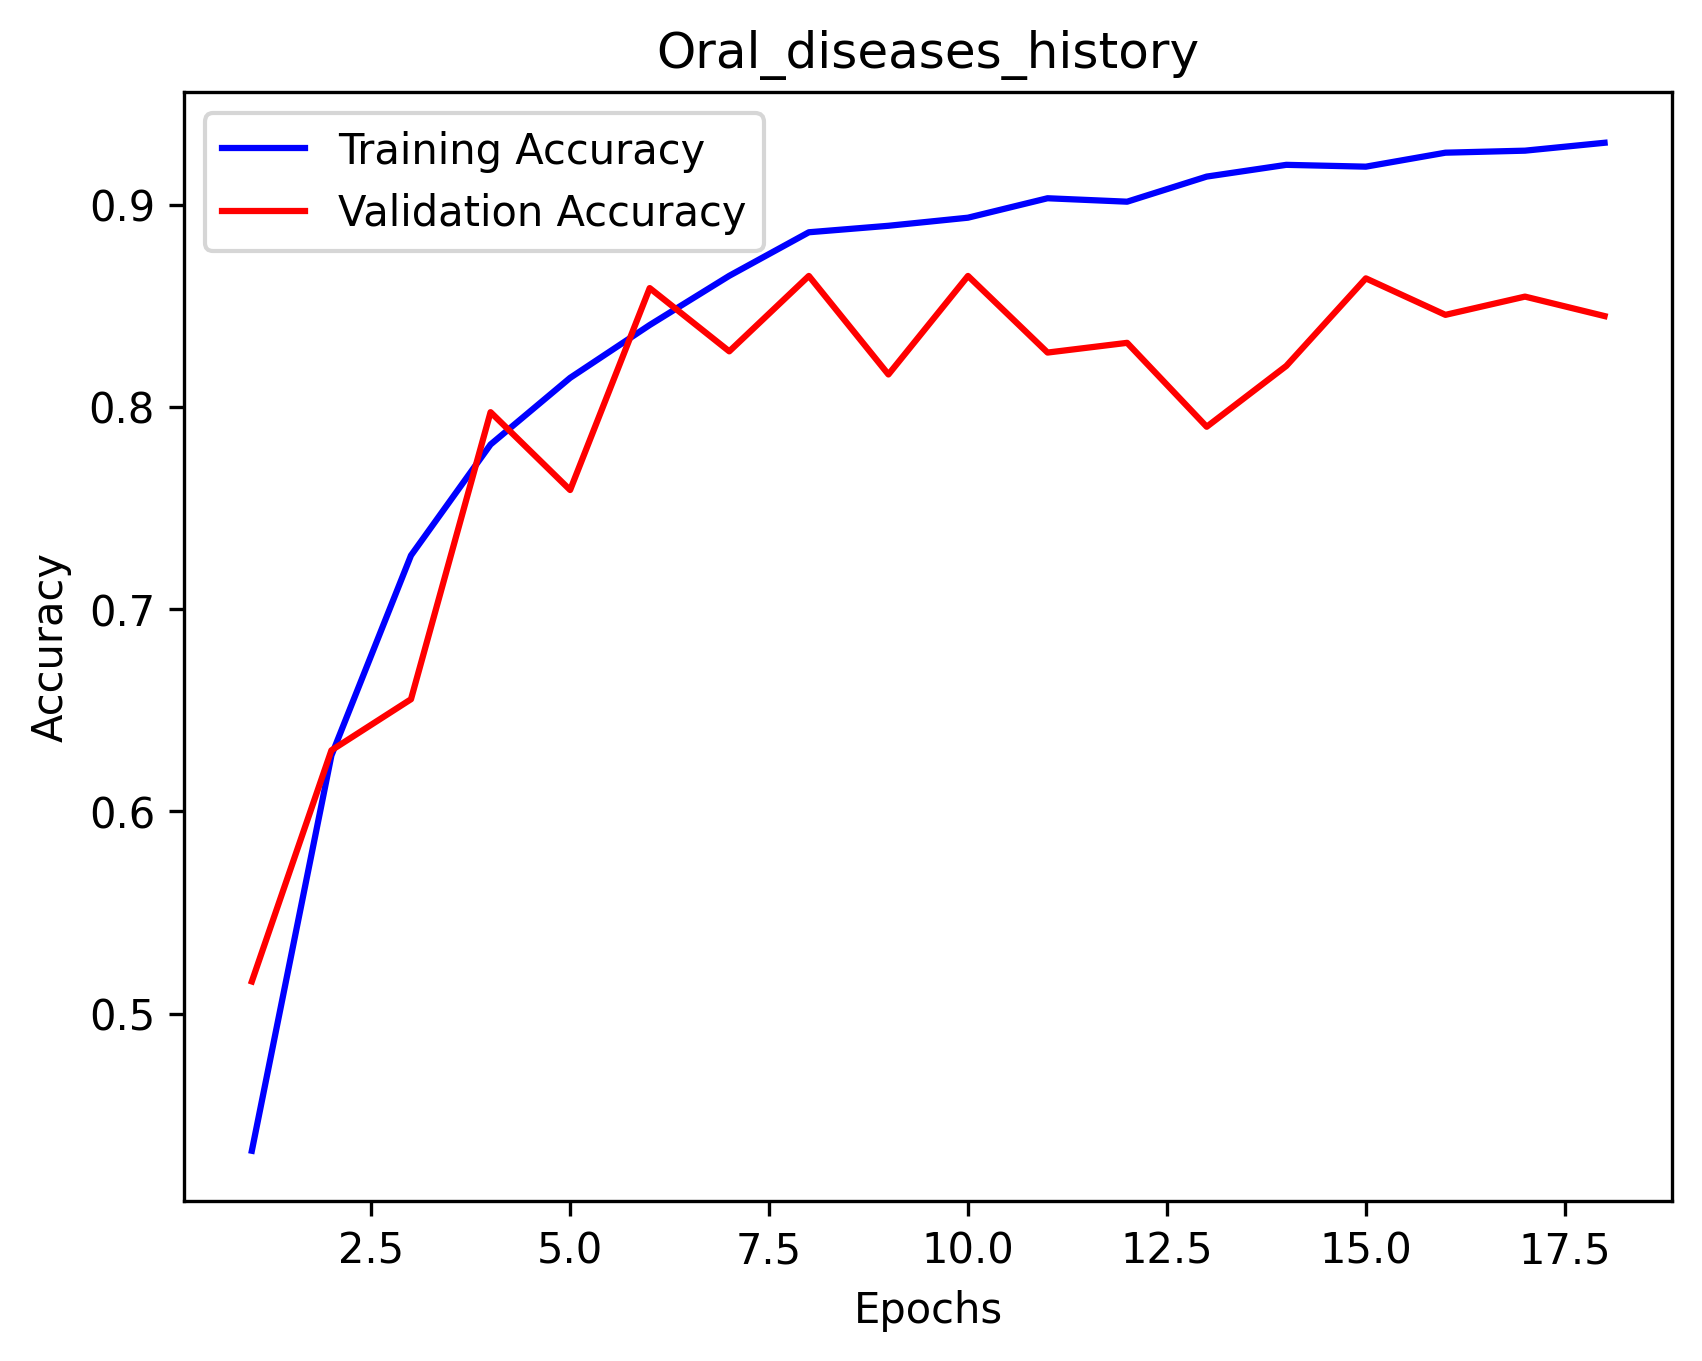 Oral_diseases_history
Training Accuracy
Validation Accuracy
0.9
0.8
0.7
0.6
0.5
Accuracy
2.5 5.0 7.5 10.0 12.5 15.0 17.5
Epochs